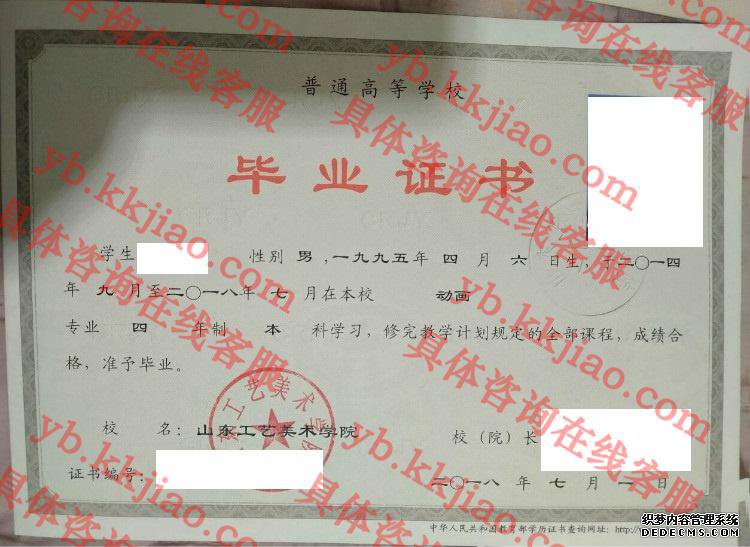 普通高等学校
毕业证书
学生 性别 男，一九九五年 四 月 六 日生，于二〇一四
年 九 月至二〇一八年 七 月在本校 动画
专业 四 年制 本 科学习，修完教学计划规定的全部课程，成绩合
格，准予毕业。
校 名：山东工艺美术学院 校（院）长
证书编号：
二〇一八 年 七 月 一 日
中华人民共和国教育部学历证书查询网址：http://
yb.kkjiao.com
具体咨询在线客服
织梦内容管理系统
DEDECMS.COM